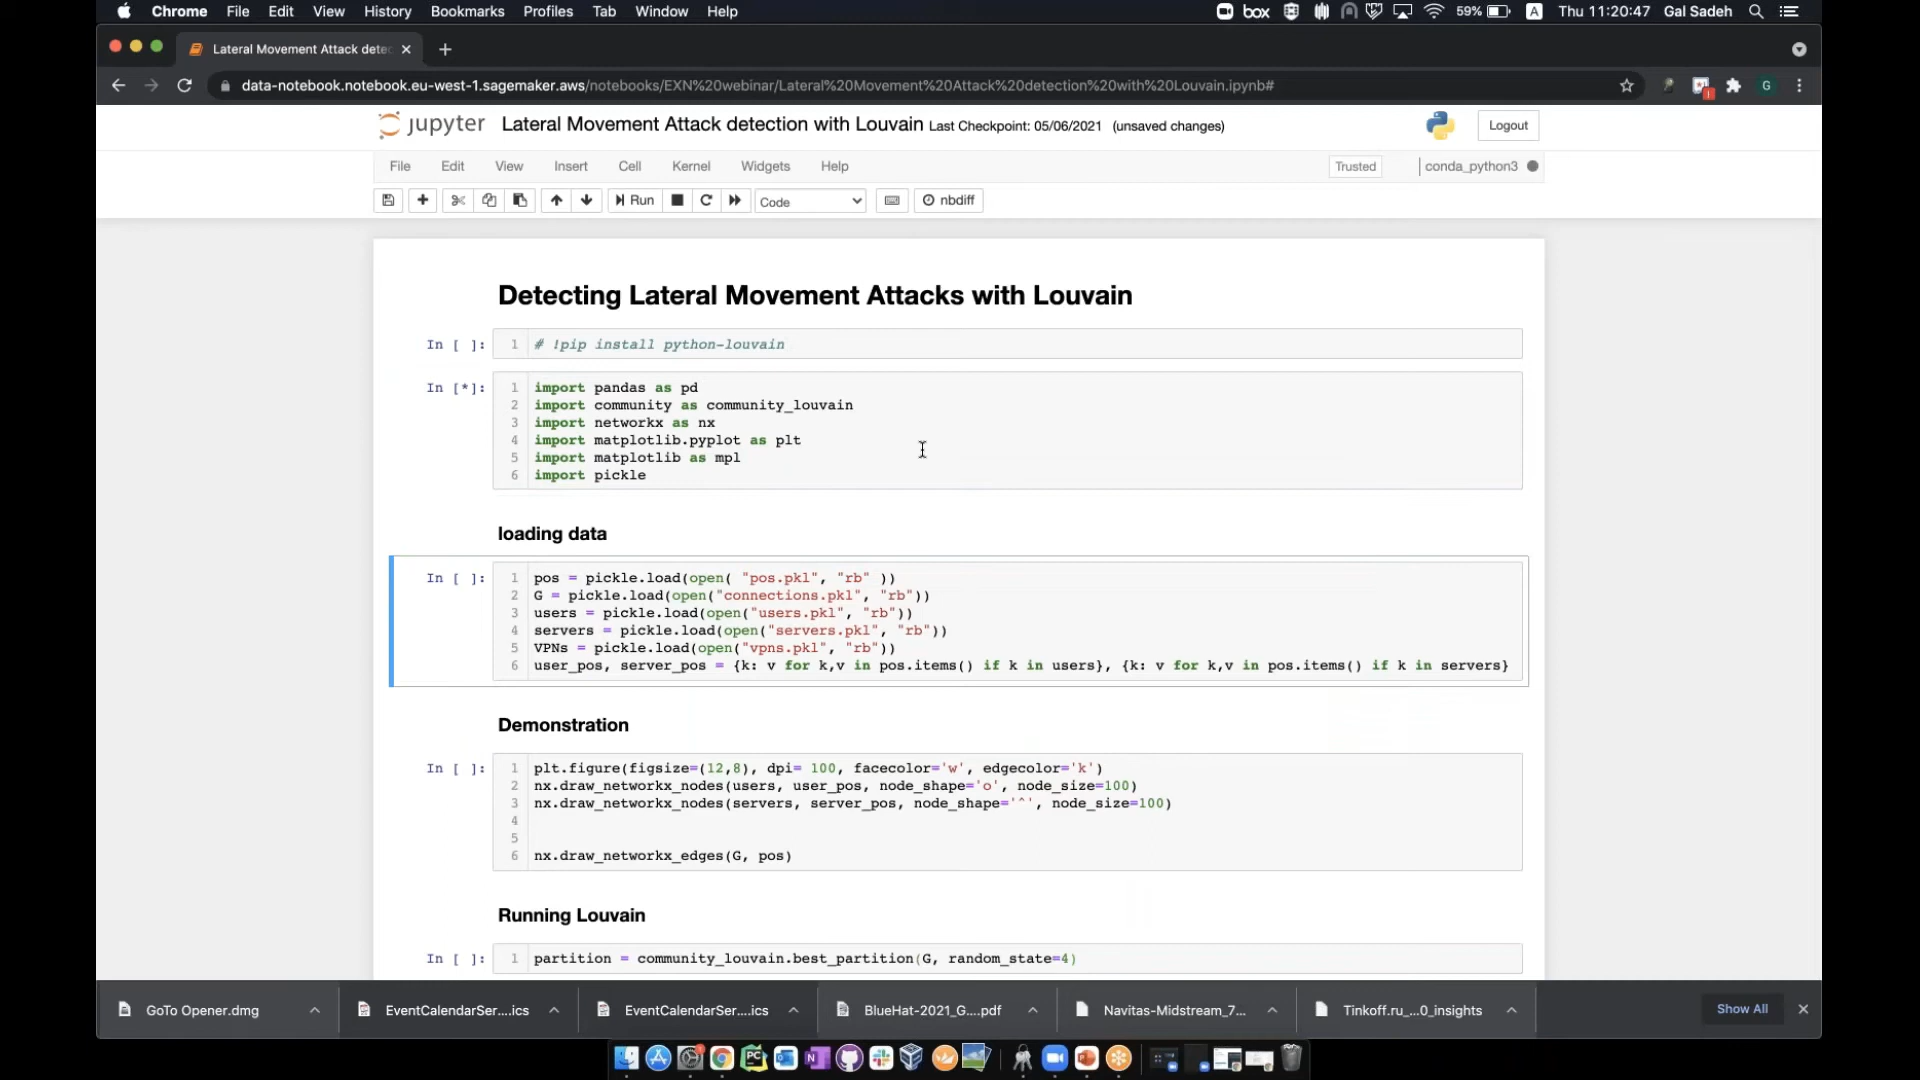 Chrome File Edit View History Bookmarks Profiles Tab Window Help box 59% A Thu 11:20:47 Gal Sadeh
Lateral Movement Attack detec
data-notebook.notebook.eu-west-1.sagemaker.aws/notebooks/EXN%20webinar/Lateral%20Movement%20Attack%20detection%20with%20Louvain.ipynb#
G
jupyter Lateral Movement Attack detection with Louvain Last Checkpoint: 05/06/2021 (unsaved changes) Logout
File Edit View Insert Cell Kernel Widgets Help Trusted conda_python3
Run Code nbdiff
Detecting Lateral Movement Attacks with Louvain
In [ ]: 1 # !pip install python-louvain
In [*]: 1 import pandas as pd
2 import community as community_louvain
3 import networkx as nx
4 import matplotlib.pyplot as plt
5 import matplotlib as mpl
6 import pickle
loading data
In [ ]: 1 pos = pickle.load(open( "pos.pkl", "rb" ))
2 G = pickle.load(open("connections.pkl", "rb"))
3 users = pickle.load(open("users.pkl", "rb"))
4 servers = pickle.load(open("servers.pkl", "rb"))
5 VPNs = pickle.load(open("vpns.pkl", "rb"))
6 user_pos, server_pos = {k: v for k,v in pos.items() if k in users}, {k: v for k,v in pos.items() if k in servers}
Demonstration
In [ ]: 1 plt.figure(figsize=(12,8), dpi= 100, facecolor='w', edgecolor='k')
2 nx.draw_networkx_nodes(users, user_pos, node_shape='o', node_size=100)
3 nx.draw_networkx_nodes(servers, server_pos, node_shape='^', node_size=100)
4
5
6 nx.draw_networkx_edges(G, pos)
Running Louvain
In [ ]: 1 partition = community_louvain.best_partition(G, random_state=4)
GoTo Opener.dmg EventCalendarSer....ics EventCalendarSer....ics BlueHat-2021_G....pdf Navitas-Midstream_7... Tinkoff.ru_...0_insights Show All